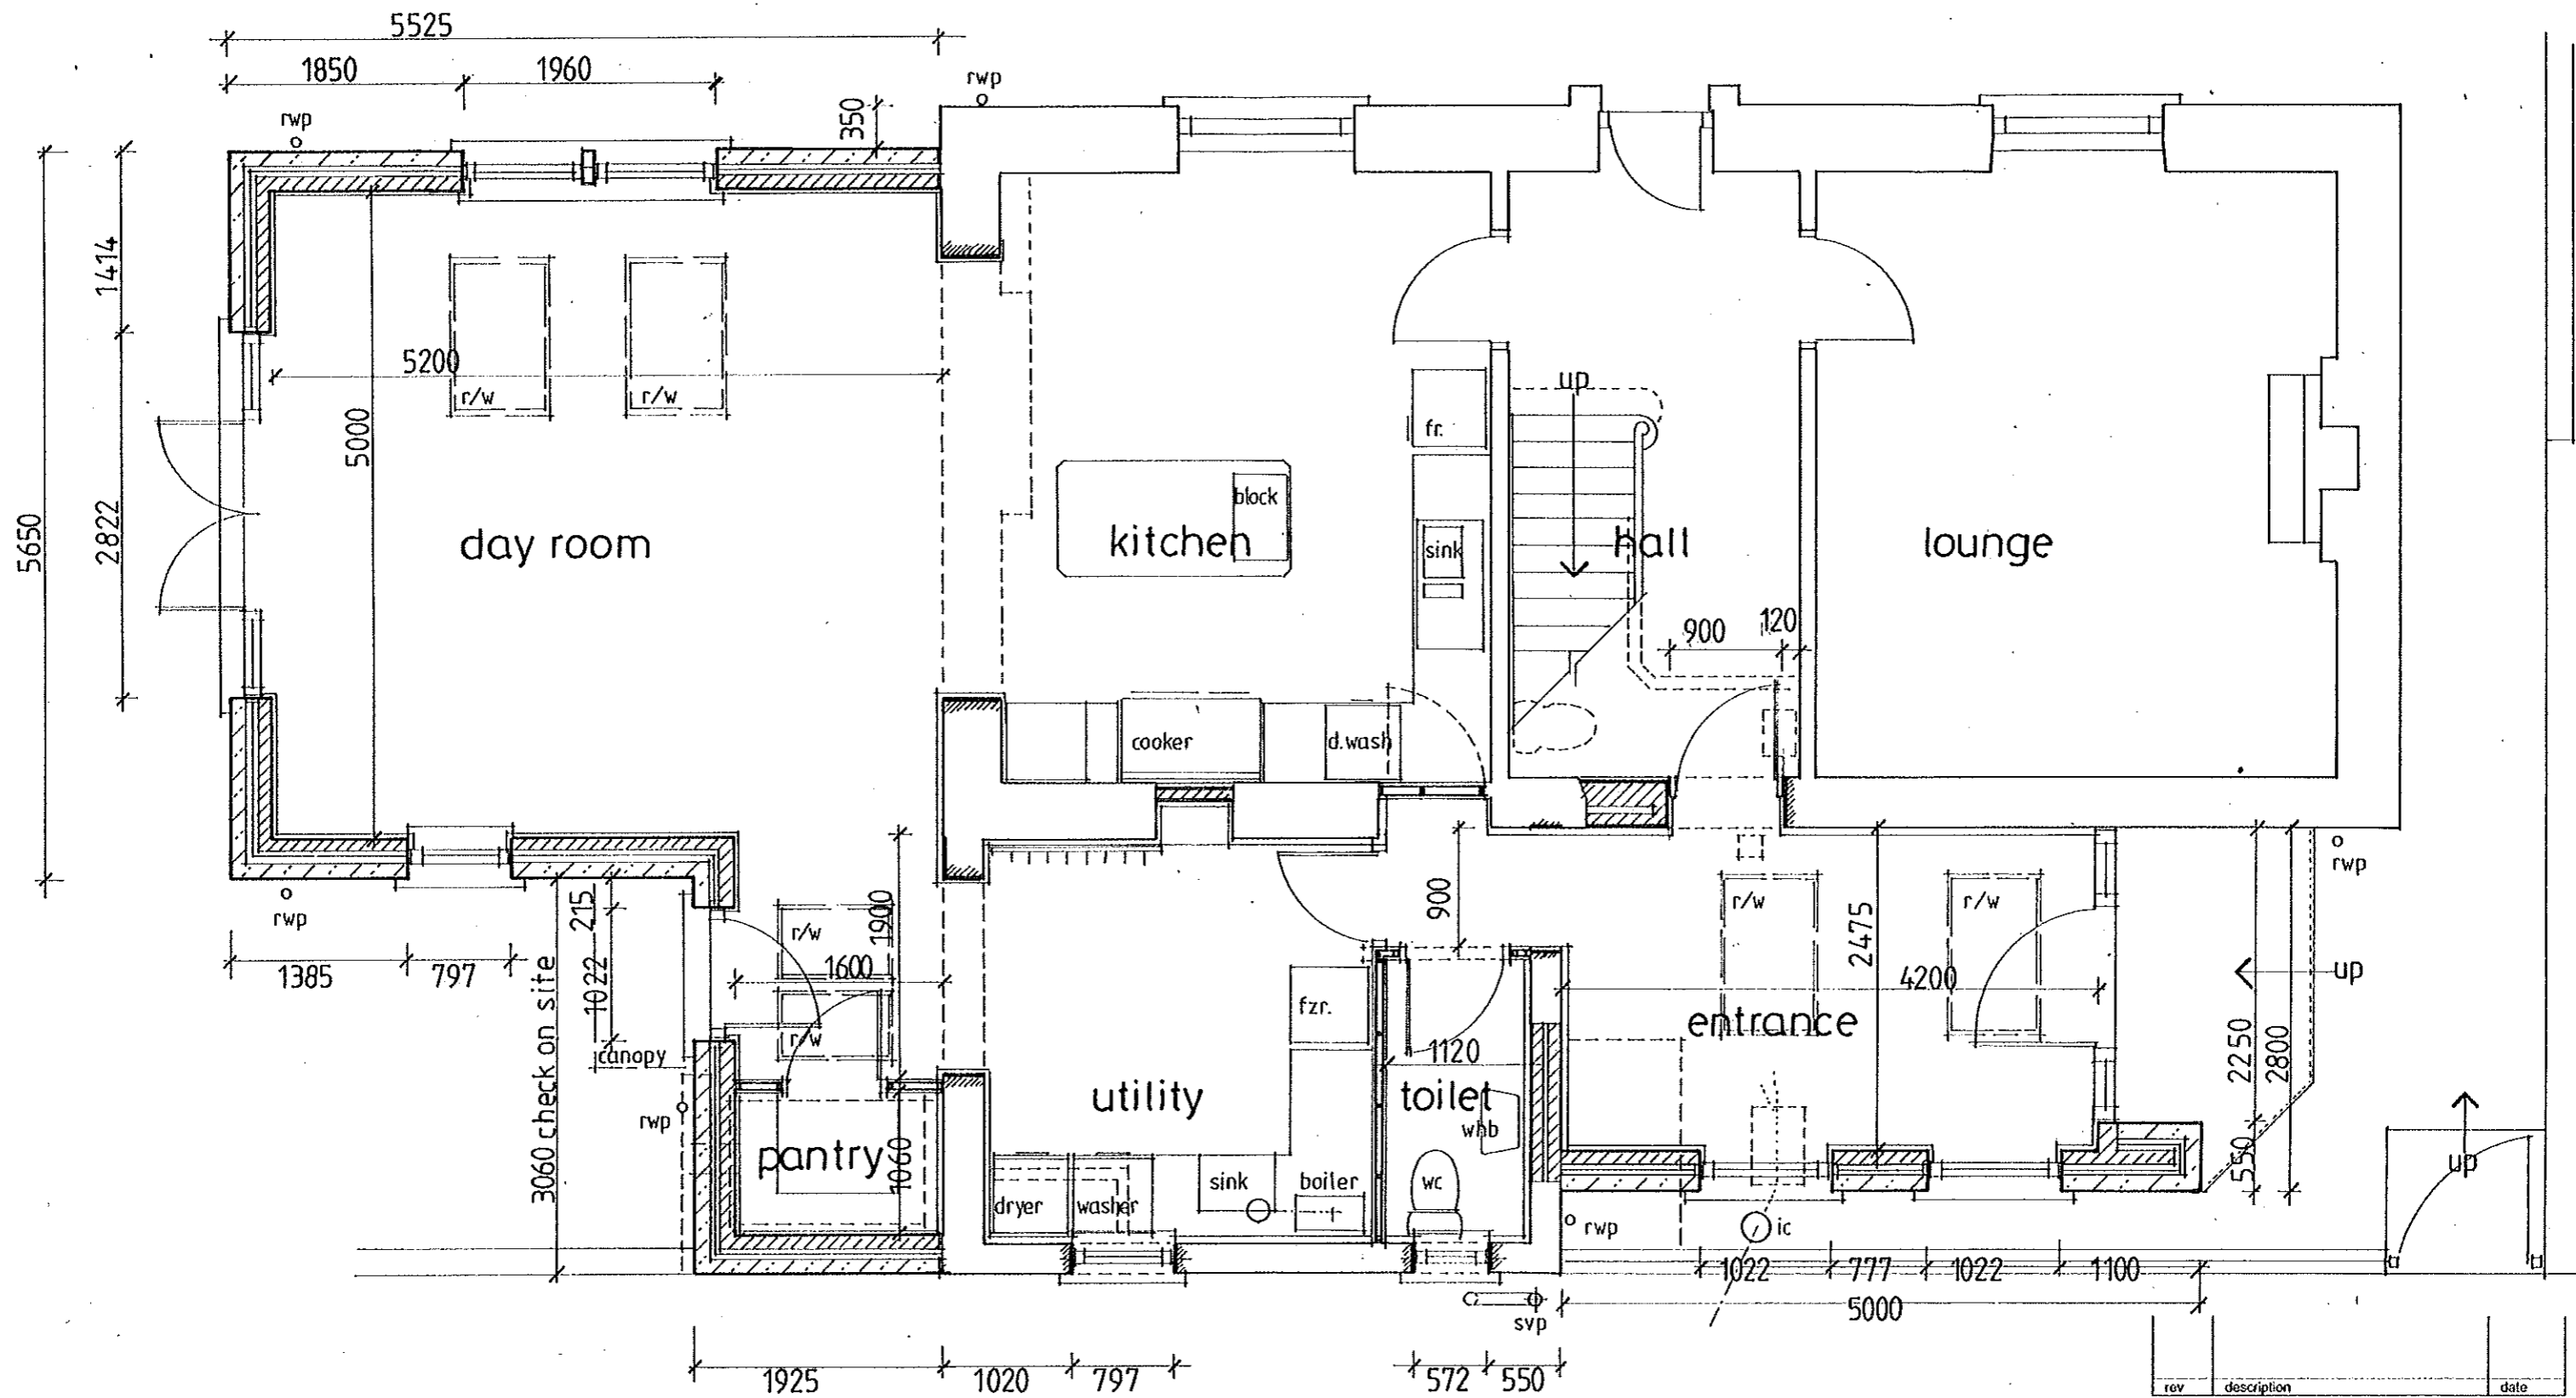 5525
1850
1960
rwp
350
rwp
5650
1414
2822
5200
5000
r/w
r/w
day room
kitchen
block
fr.
sink
cooker
d.wash
up
hall
900
120
lounge
rwp
1385
797
3060 check on site
215
1022
canopy
rwp
r/w
1600
1900
r/w
pantry
1060
utility
fzr.
dryer
washer
sink
boiler
900
1120
toilet
whb
wc
r/w
2475
r/w
4200
entrance
rwp
up
2250
2800
550
up
rwp
ic
1022
777
1022
1100
5000
svp
1925
1020
797
572
550
rev
description
date